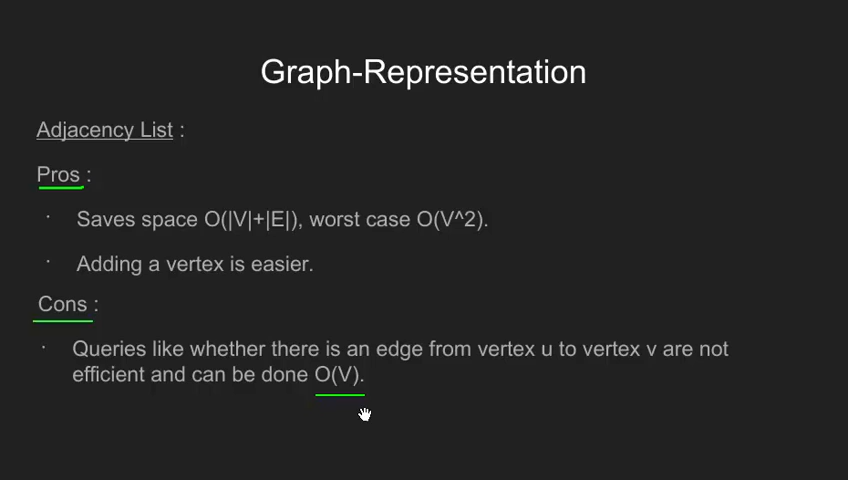 Graph-Representation
Adjacency List :
Pros :
· Saves space O(|V|+|E|), worst case O(V^2).
· Adding a vertex is easier.
Cons :
· Queries like whether there is an edge from vertex u to vertex v are not
efficient and can be done O(V).